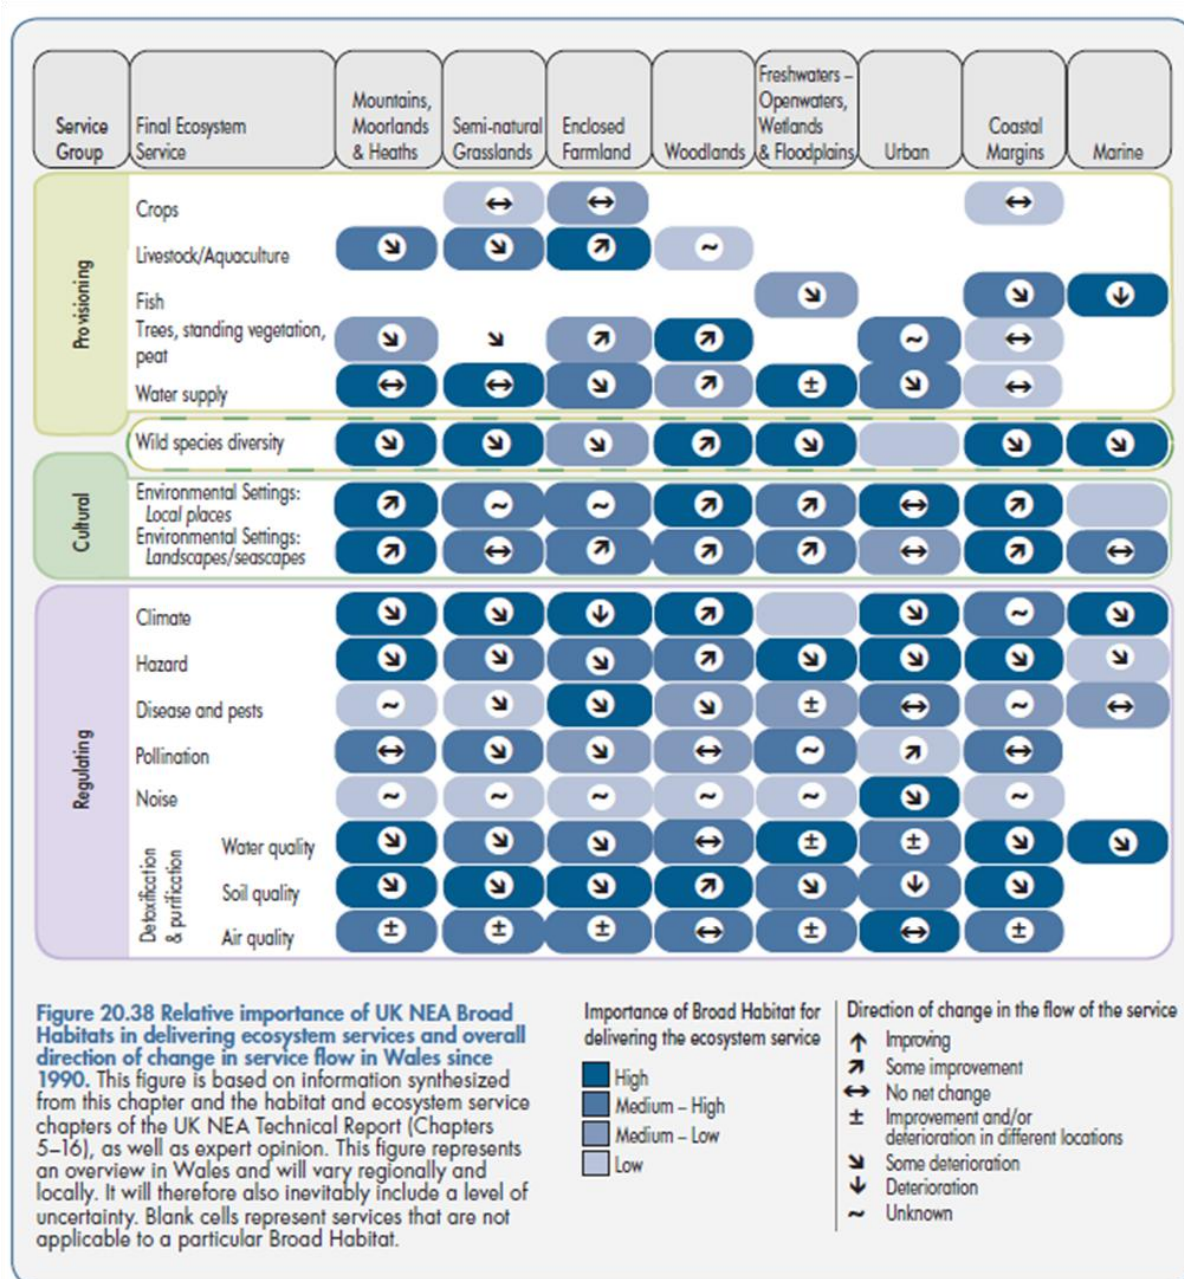 Service
Group
Final Ecosystem
Service
Mountains,
Moorlands
& Heaths
Semi-natural
Grasslands
Enclosed
Farmland
Woodlands
Freshwaters –
Openwaters,
Wetlands
& Floodplains
Urban
Coastal
Margins
Marine
Provisioning
Crops
Livestock/Aquaculture
Fish
Trees, standing vegetation,
peat
Water supply
Wild species diversity
Cultural
Environmental Settings:
Local places
Environmental Settings:
Landscapes/seascapes
Regulating
Climate
Hazard
Disease and pests
Pollination
Noise
Detoxification
& purification
Water quality
Soil quality
Air quality
Figure 20.38 Relative importance of UK NEA Broad
Habitats in delivering ecosystem services and overall
direction of change in service flow in Wales since
1990. This figure is based on information synthesized
from this chapter and the habitat and ecosystem service
chapters of the UK NEA Technical Report (Chapters
5–16), as well as expert opinion. This figure represents
an overview in Wales and will vary regionally and
locally. It will therefore also inevitably include a level of
uncertainty. Blank cells represent services that are not
applicable to a particular Broad Habitat.
Importance of Broad Habitat for
delivering the ecosystem service
High
Medium – High
Medium – Low
Low
Direction of change in the flow of the service
↑ Improving
↗ Some improvement
↔ No net change
± Improvement and/or
deterioration in different locations
↘ Some deterioration
↓ Deterioration
~ Unknown